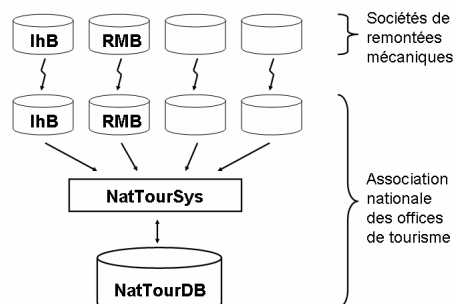 IhB RMB
Sociétés de
remontées
mécaniques
IhB RMB
NatTourSys
NatTourDB
Association
nationale
des offices
de tourisme